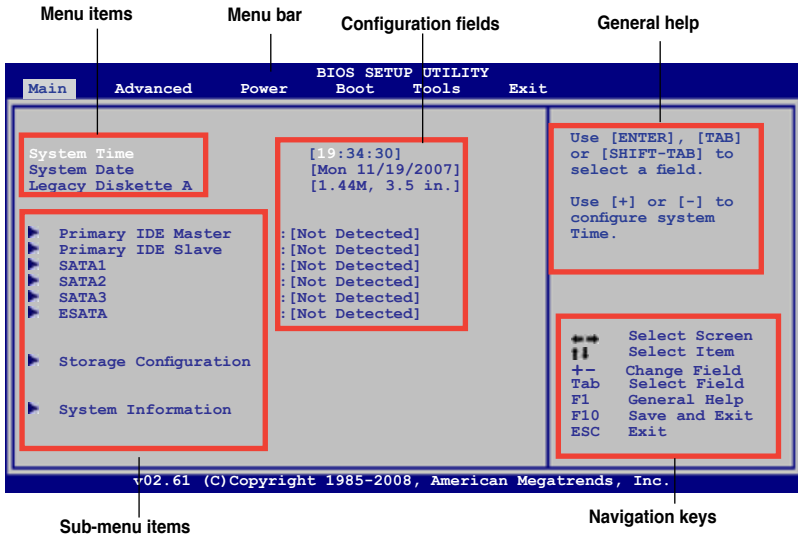 Menu items Menu bar Configuration fields General help
BIOS SETUP UTILITY
Main Advanced Power Boot Tools Exit
System Time [19:34:30]
System Date [Mon 11/19/2007]
Legacy Diskette A [1.44M, 3.5 in.]
Primary IDE Master :[Not Detected]
Primary IDE Slave :[Not Detected]
SATA1 :[Not Detected]
SATA2 :[Not Detected]
SATA3 :[Not Detected]
ESATA :[Not Detected]
Storage Configuration
System Information
Use [ENTER], [TAB]
or [SHIFT-TAB] to
select a field.
Use [+] or [-] to
configure system
Time.
←→ Select Screen
↑↓ Select Item
+- Change Field
Tab Select Field
F1 General Help
F10 Save and Exit
ESC Exit
v02.61 (C)Copyright 1985-2008, American Megatrends, Inc.
Sub-menu items Navigation keys